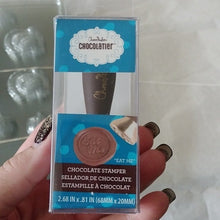 CHOCOLATIER
"EAT ME"
CHOCOLATE STAMPER
SELLADOR DE CHOCOLATE
ESTAMPILLE À CHOCOLAT
2.68 IN x .81 IN (68MM x 20MM)